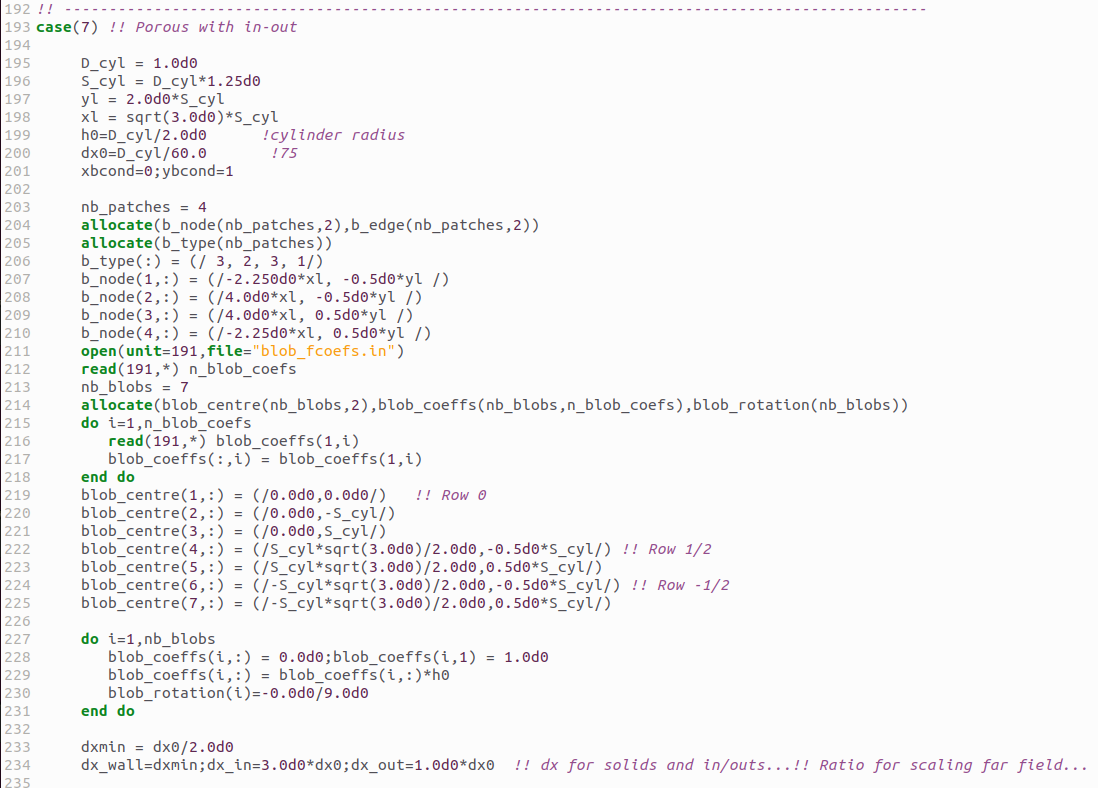 192 !! ------------------------------------------------------------------------------------------------
193 case(7) !! Porous with in-out
194
195      D_cyl = 1.0d0
196      S_cyl = D_cyl*1.25d0
197      yl = 2.0d0*S_cyl
198      xl = sqrt(3.0d0)*S_cyl
199      h0=D_cyl/2.0d0      !cylinder radius
200      dx0=D_cyl/60.0       !75
201      xbcond=0;ybcond=1
202
203      nb_patches = 4
204      allocate(b_node(nb_patches,2),b_edge(nb_patches,2))
205      allocate(b_type(nb_patches))
206      b_type(:) = (/ 3, 2, 3, 1/)
207      b_node(1,:) = (/-2.250d0*xl, -0.5d0*yl /)
208      b_node(2,:) = (/4.0d0*xl, -0.5d0*yl /)
209      b_node(3,:) = (/4.0d0*xl, 0.5d0*yl /)
210      b_node(4,:) = (/-2.25d0*xl, 0.5d0*yl /)
211      open(unit=191,file="blob_fcoefs.in")
212      read(191,*) n_blob_coefs
213      nb_blobs = 7
214      allocate(blob_centre(nb_blobs,2),blob_coeffs(nb_blobs,n_blob_coefs),blob_rotation(nb_blobs))
215      do i=1,n_blob_coefs
216         read(191,*) blob_coeffs(1,i)
217         blob_coeffs(:,i) = blob_coeffs(1,i)
218      end do
219      blob_centre(1,:) = (/0.0d0,0.0d0/)   !! Row 0
220      blob_centre(2,:) = (/0.0d0,-S_cyl/)
221      blob_centre(3,:) = (/0.0d0,S_cyl/)
222      blob_centre(4,:) = (/S_cyl*sqrt(3.0d0)/2.0d0,-0.5d0*S_cyl/) !! Row 1/2
223      blob_centre(5,:) = (/S_cyl*sqrt(3.0d0)/2.0d0,0.5d0*S_cyl/)
224      blob_centre(6,:) = (/-S_cyl*sqrt(3.0d0)/2.0d0,-0.5d0*S_cyl/) !! Row -1/2
225      blob_centre(7,:) = (/-S_cyl*sqrt(3.0d0)/2.0d0,0.5d0*S_cyl/)
226
227      do i=1,nb_blobs
228         blob_coeffs(i,:) = 0.0d0;blob_coeffs(i,1) = 1.0d0
229         blob_coeffs(i,:) = blob_coeffs(i,:)*h0
230         blob_rotation(i)=-0.0d0/9.0d0
231      end do
232
233      dxmin = dx0/2.0d0
234      dx_wall=dxmin;dx_in=3.0d0*dx0;dx_out=1.0d0*dx0  !! dx for solids and in/outs...!! Ratio for scaling far field...
235